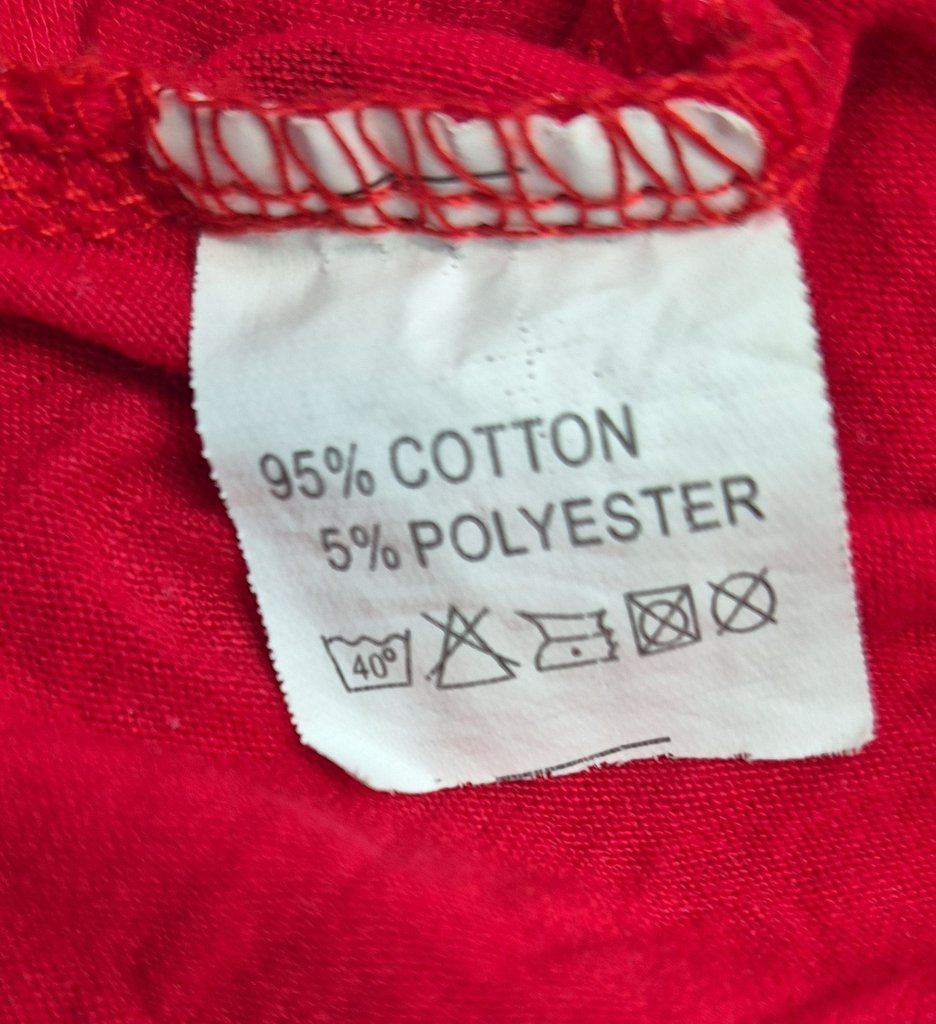 95% COTTON
5% POLYESTER
40°